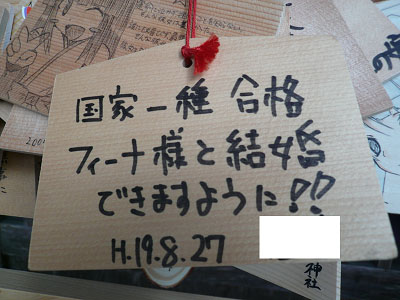 国家一種 合格
フィーナ様と結婚
できますように!!
H.19.8.27
神社